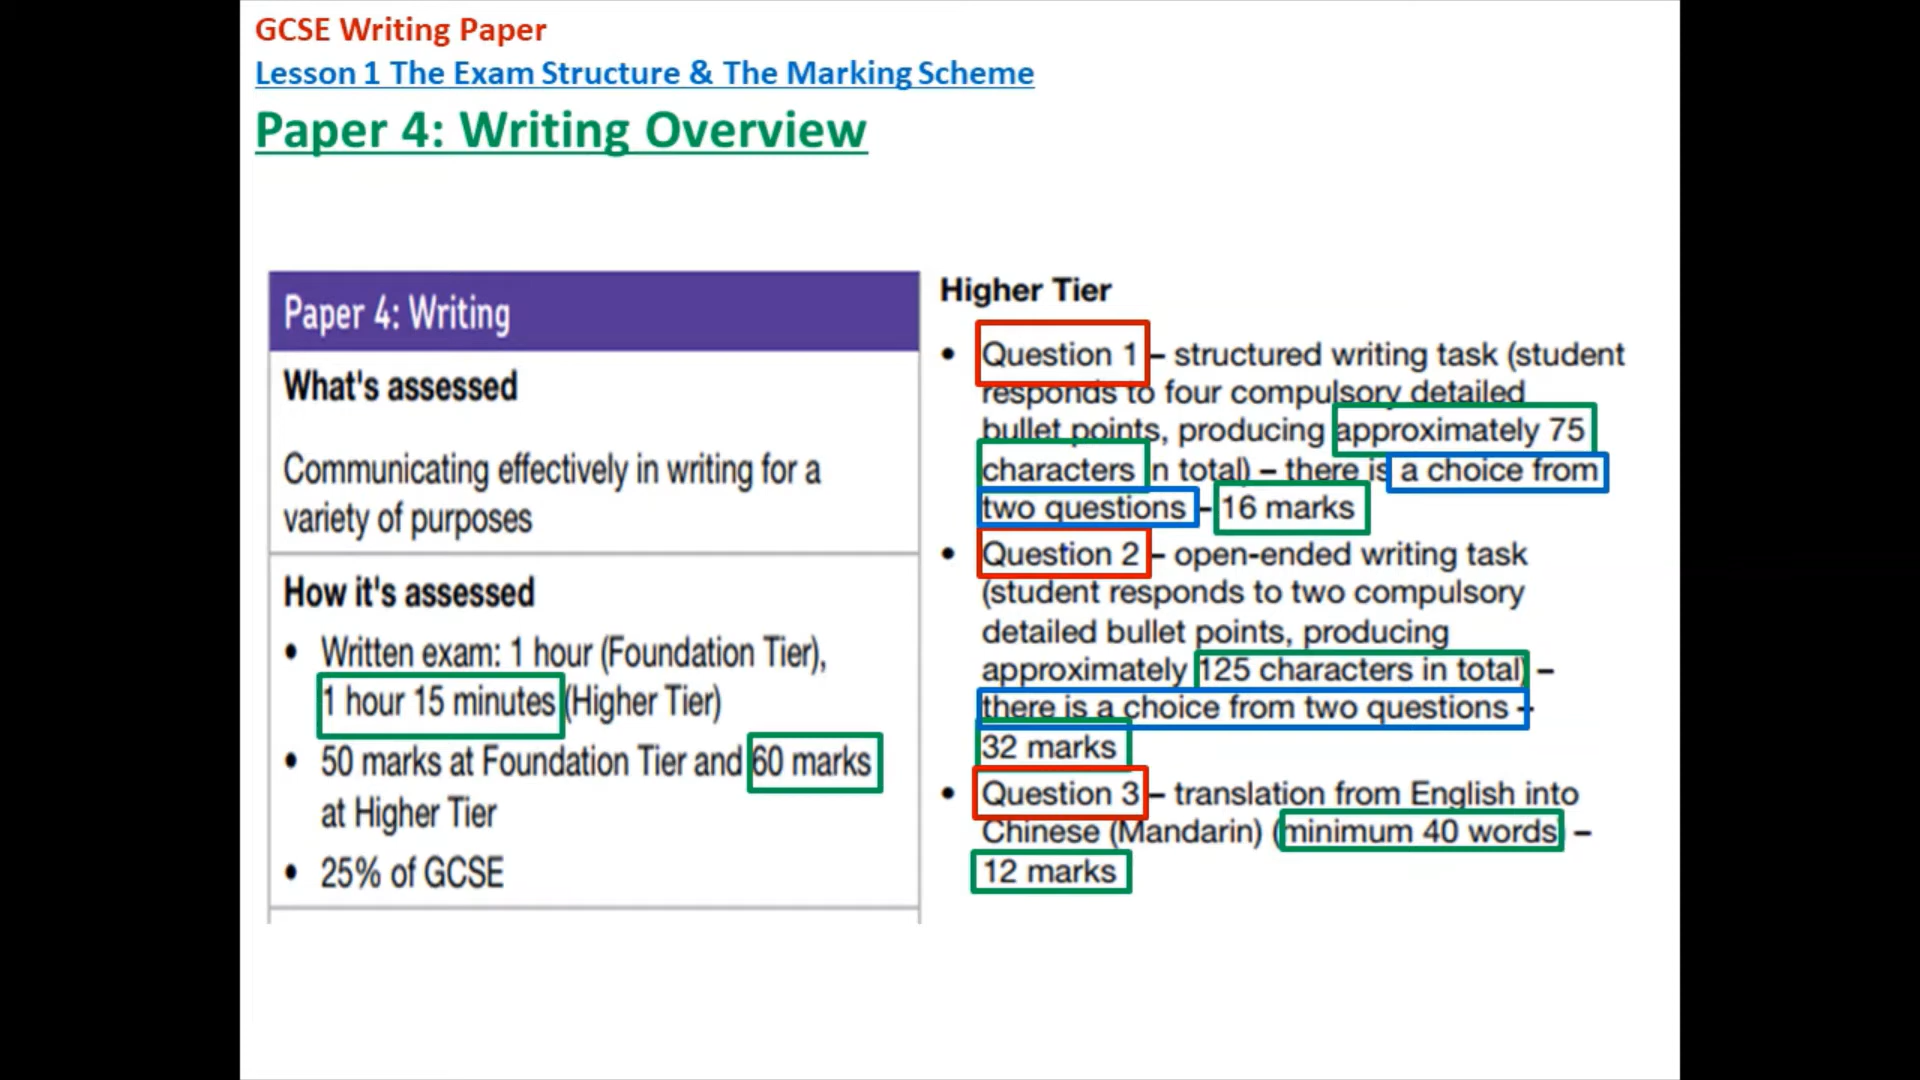 GCSE Writing Paper
Lesson 1 The Exam Structure & The Marking Scheme
Paper 4: Writing Overview
Paper 4: Writing
What's assessed
Communicating effectively in writing for a
variety of purposes
How it's assessed
• Written exam: 1 hour (Foundation Tier),
1 hour 15 minutes (Higher Tier)
• 50 marks at Foundation Tier and 60 marks
at Higher Tier
• 25% of GCSE
Higher Tier
• Question 1 – structured writing task (student
responds to four compulsory detailed
bullet points, producing approximately 75
characters in total) – there is a choice from
two questions – 16 marks
• Question 2 – open-ended writing task
(student responds to two compulsory
detailed bullet points, producing
approximately 125 characters in total) –
there is a choice from two questions –
32 marks
• Question 3 – translation from English into
Chinese (Mandarin) (minimum 40 words) –
12 marks